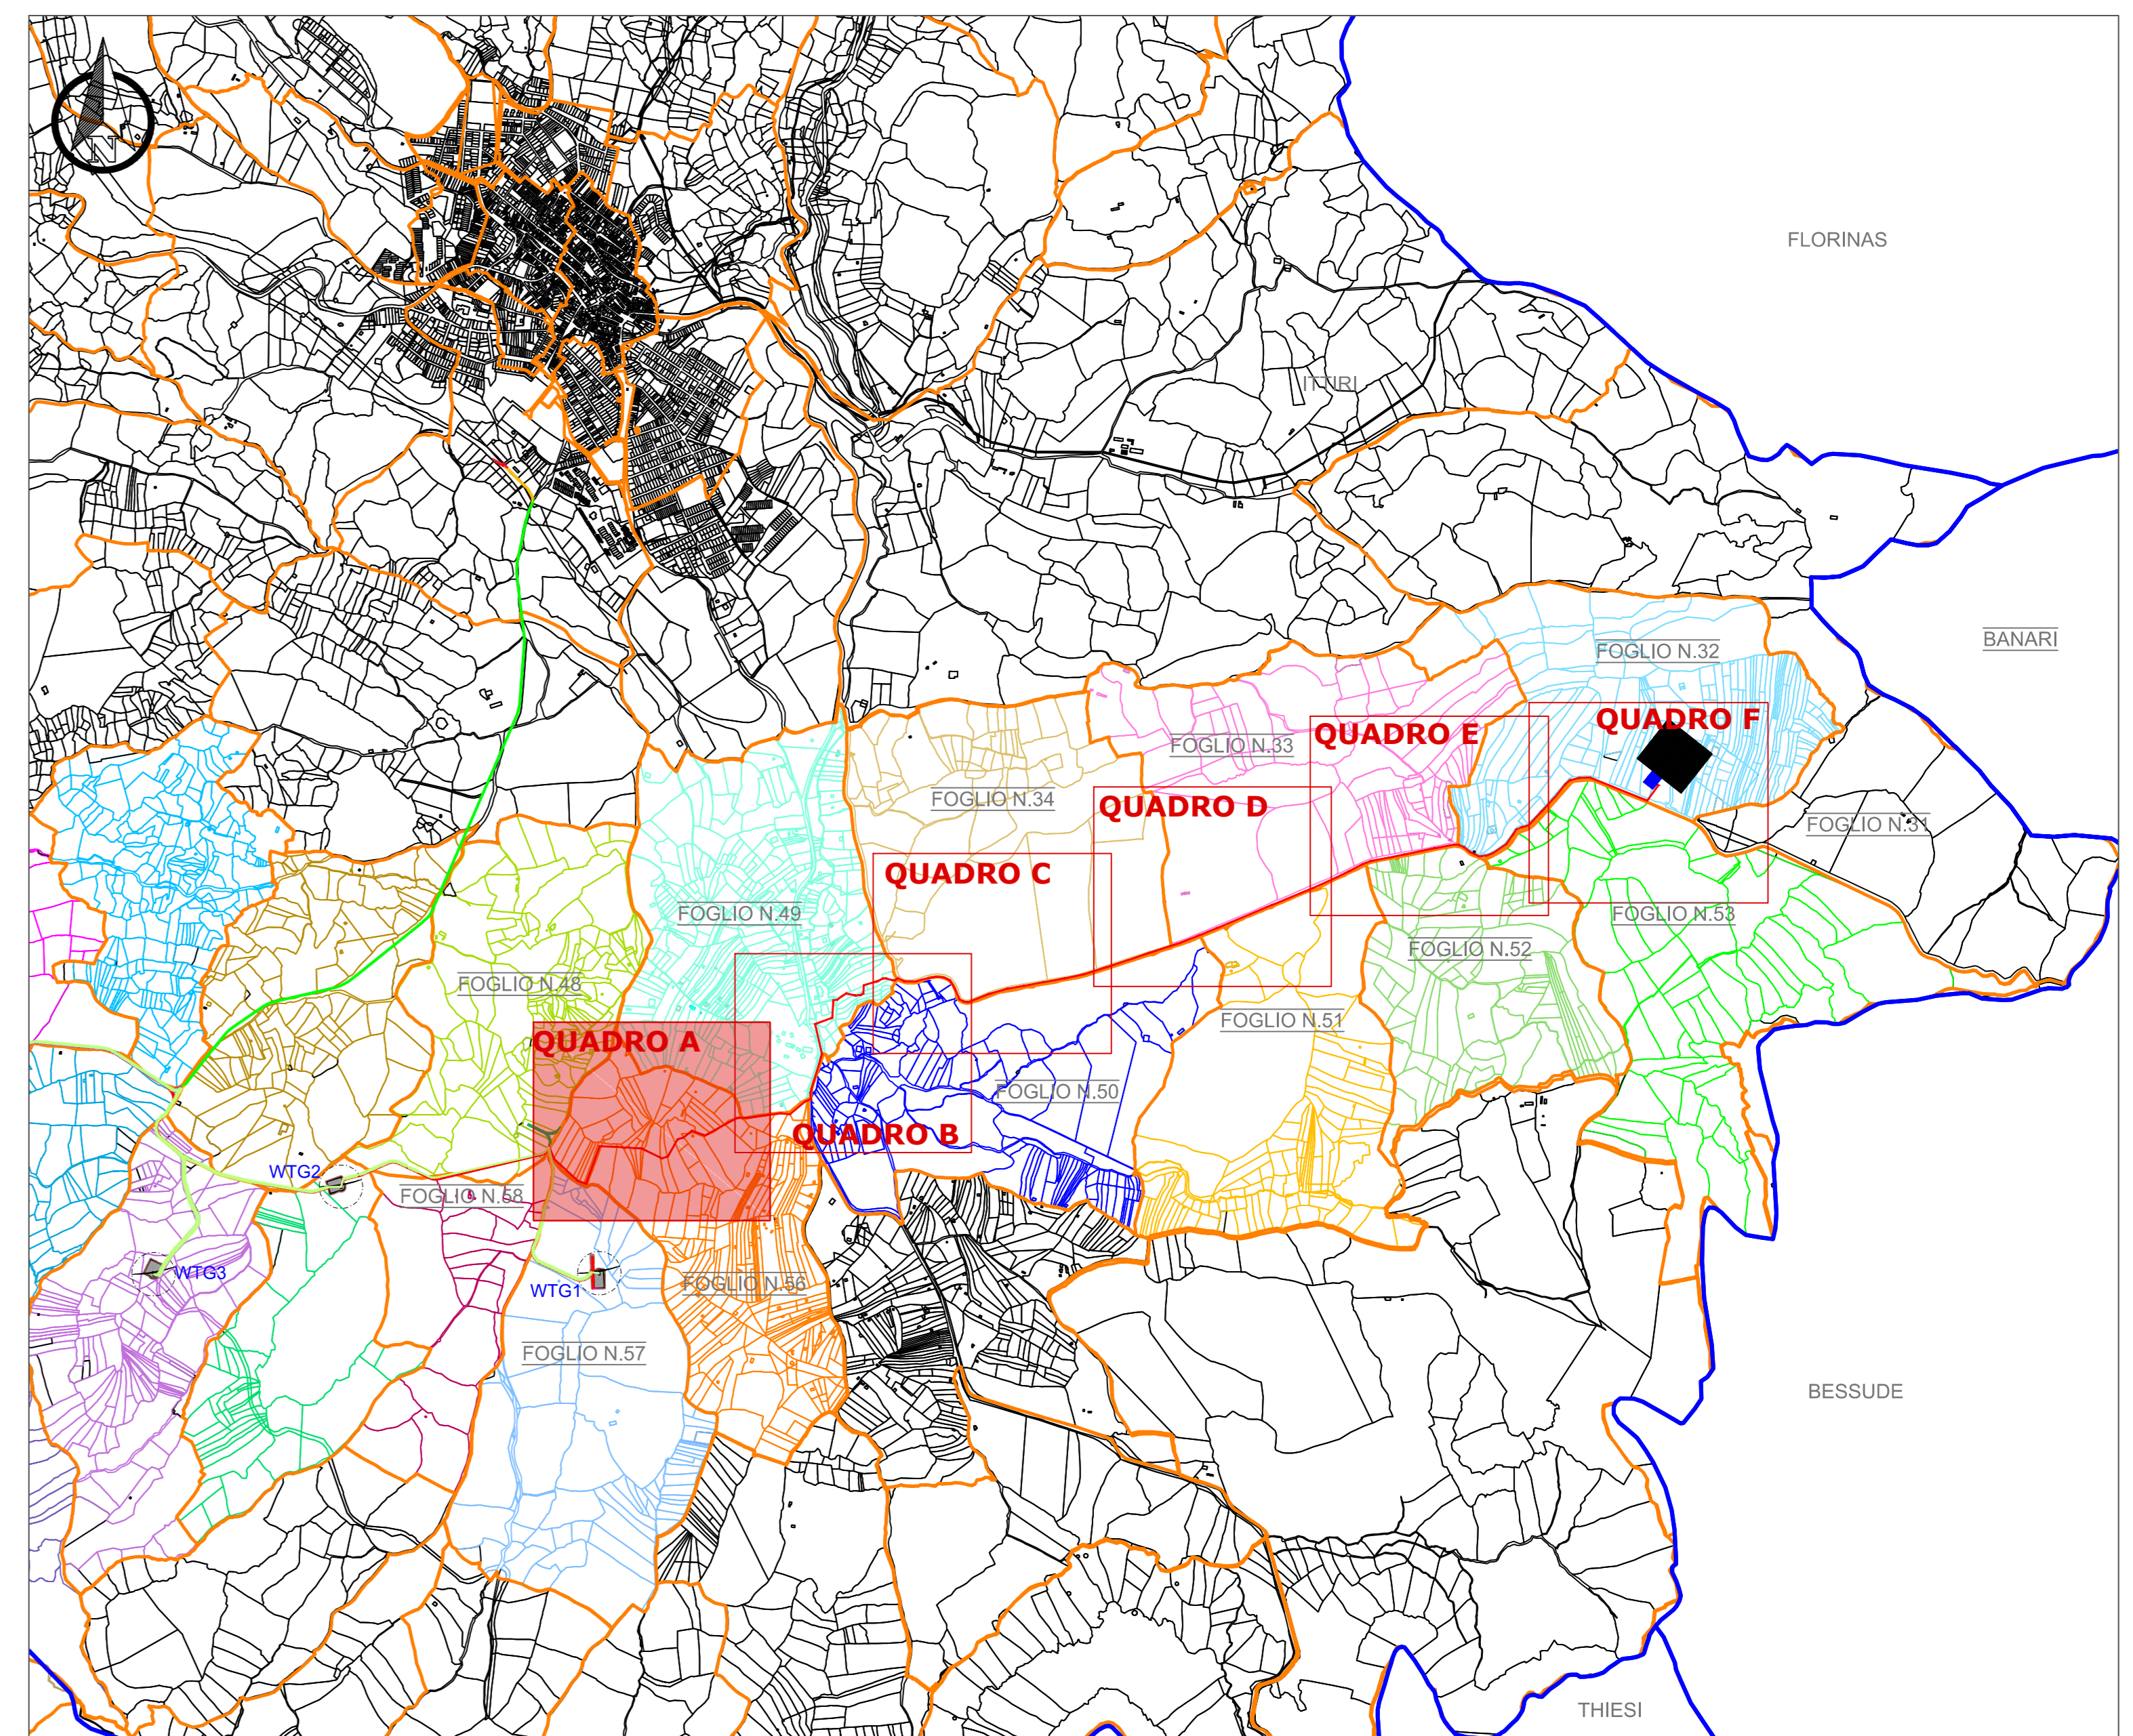 N
FLORINAS
ITTIRI
BANARI
FOGLIO N.32
QUADRO F
QUADRO E
FOGLIO N.33
FOGLIO N.34
QUADRO D
FOGLIO N.31
QUADRO C
FOGLIO N.49
FOGLIO N.53
FOGLIO N.52
FOGLIO N.48
FOGLIO N.51
QUADRO A
FOGLIO N.50
QUADRO B
WTG2
FOGLIO N.58
WTG3
WTG1
FOGLIO N.56
FOGLIO N.57
BESSUDE
THIESI